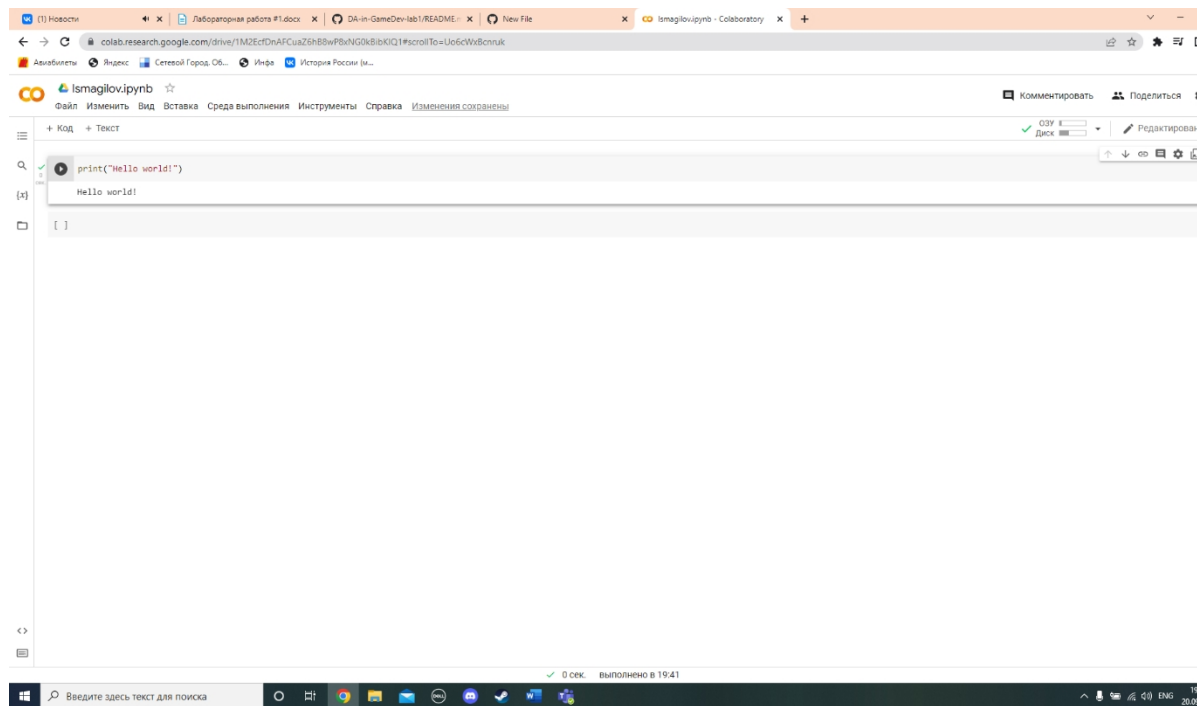 (1) Новости
Лабораторная работа #1.docx
DA-in-GameDev-lab1/README.
New File
Ismagilov.ipynb - Colaboratory
colab.research.google.com/drive/1M2EcfDnAFCuaZ6hB8wP8xNG0kBibKIQ1#scrollTo=Uo6cWxBcnruk
Авиабилеты Яндекс Сетевой Город. Об... Инфа История России (м...
Ismagilov.ipynb
Файл Изменить Вид Вставка Среда выполнения Инструменты Справка Изменения сохранены
Комментировать Поделиться
+ Код + Текст
ОЗУ
Диск
Редактирован
print("Hello world!")
0
сек.
Hello world!
{x}
[ ]
0 сек. выполнено в 19:41
Введите здесь текст для поиска
DELL
ENG